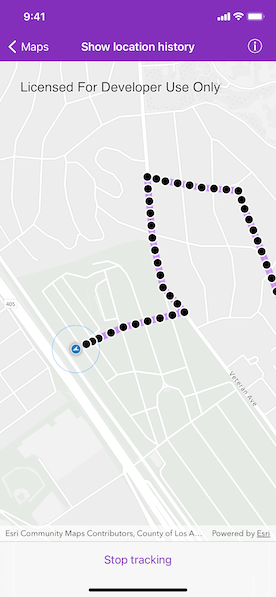 9:41
Maps
Show location history
Licensed For Developer Use Only
405
Veteran Ave
Esri Community Maps Contributors, County of Los A... Powered by Esri
Stop tracking